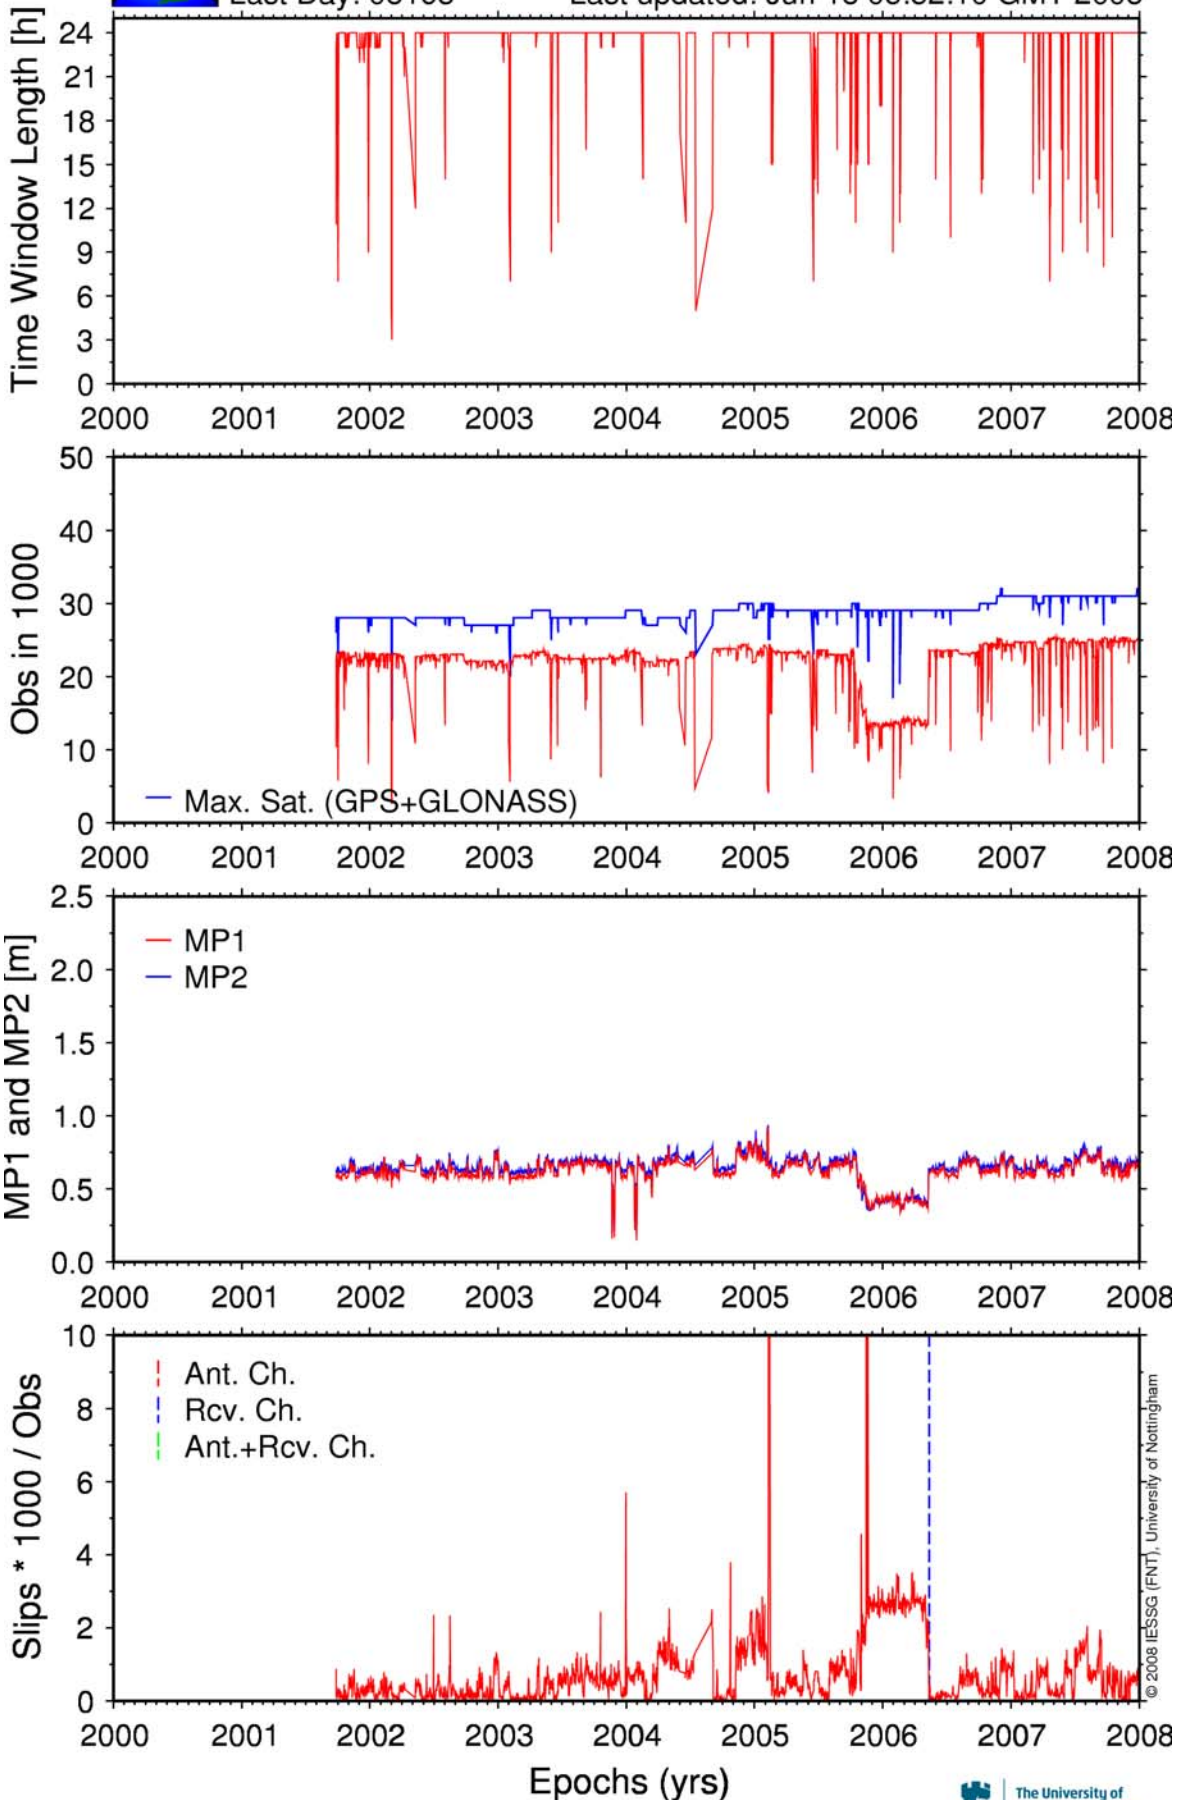 Time Window Length [h]
24
21
18
15
12
9
6
3
0
2000 2001 2002 2003 2004 2005 2006 2007 2008
Obs in 1000
50
40
30
20
10
0
Max. Sat. (GPS+GLONASS)
2000 2001 2002 2003 2004 2005 2006 2007 2008
MP1 and MP2 [m]
2.5
2.0
1.5
1.0
0.5
0.0
MP1
MP2
2000 2001 2002 2003 2004 2005 2006 2007 2008
Slips * 1000 / Obs
10
8
6
4
2
0
Ant. Ch.
Rcv. Ch.
Ant.+Rcv. Ch.
© 2008 IESSG (FNT), University of Nottingham
2000 2001 2002 2003 2004 2005 2006 2007 2008
Epochs (yrs)
The University of